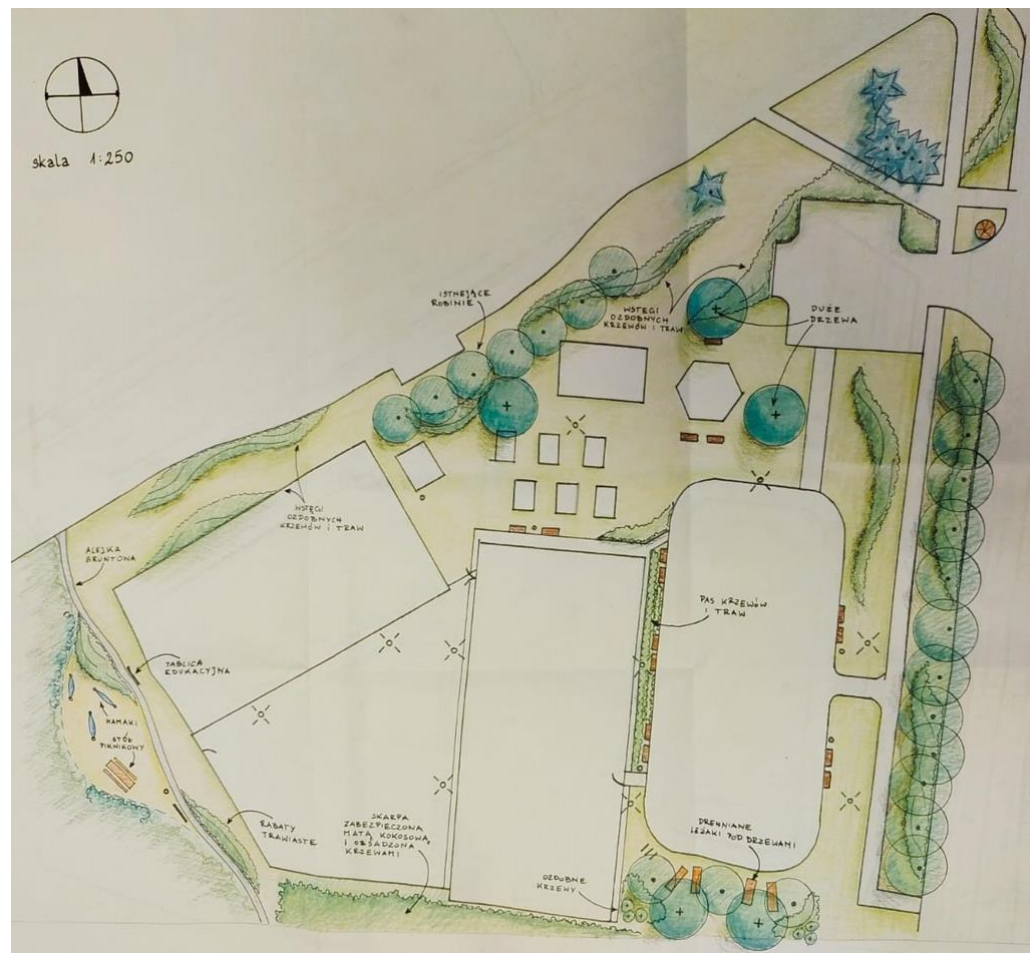 skala 1:250
ISTNIEJĄCE
ROBINIE
WSTĘGI
OZDOBNYCH
KRZEWÓW I TRAW
DUŻE
DRZEWA
WSTĘGI
OZDOBNYCH
KRZEWÓW I TRAW
ALEJKA
GRUNTOWA
PAS KRZEWÓW
I TRAW
TABLICA
EDUKACYJNA
HAMAKI
STÓŁ
PIKNIKOWY
RABATY
TRAWIASTE
SKARPA
ZABEZPIECZONA
MATĄ KOKOSOWĄ
I OBSADZONA
KRZEWAMI
OZDOBNE
KRZEWY
DREWNIANE
LEŻAKI POD DRZEWAMI